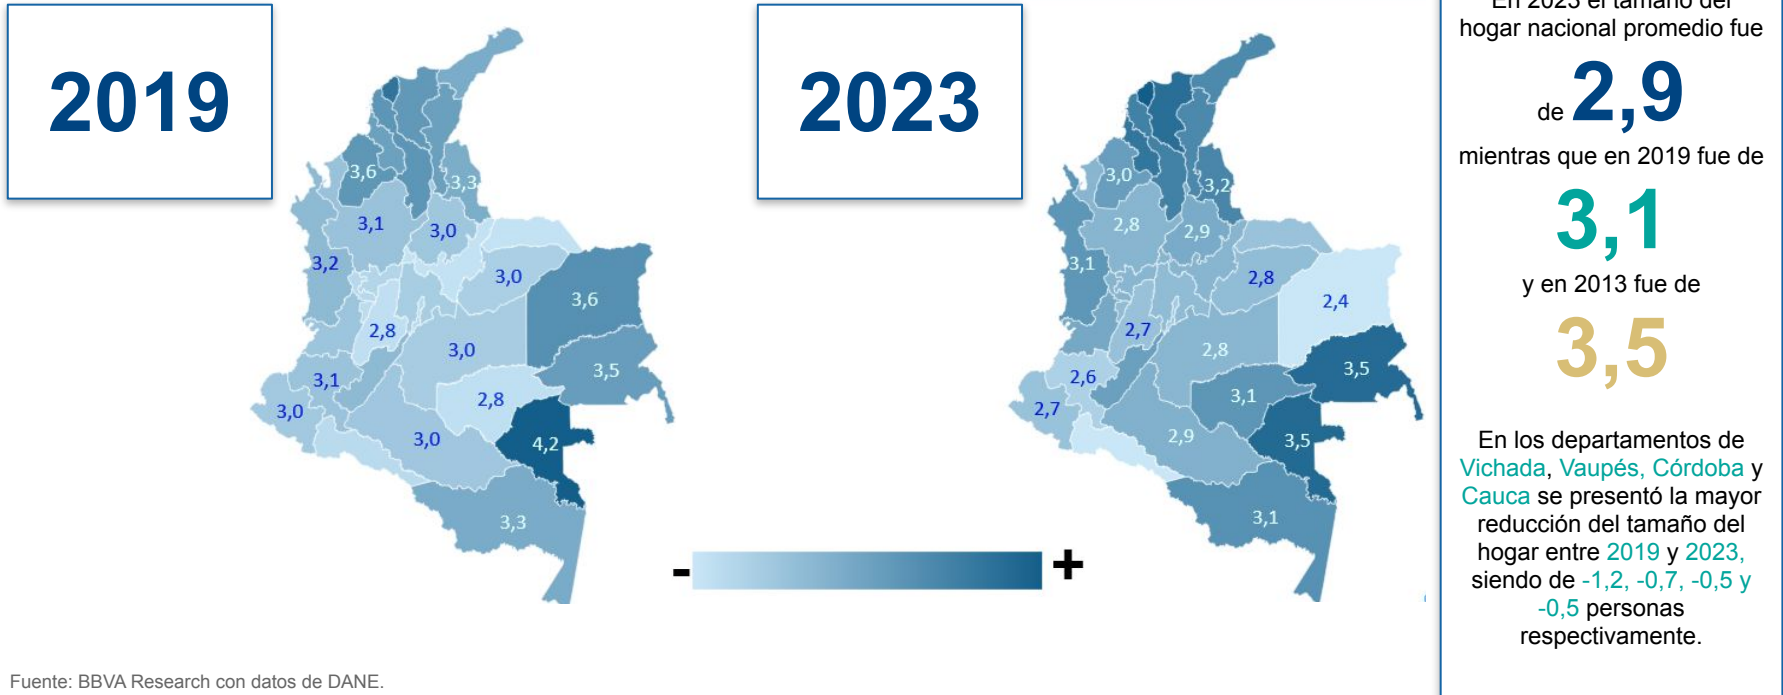 2019
3,6
3,3
3,1
3,0
3,2
3,0
3,6
2,8
3,0
3,5
3,1
2,8
3,0
3,0
4,2
3,3
2023
3,0
3,2
2,8
2,9
3,1
2,8
2,4
2,7
2,8
3,5
2,6
3,1
2,7
2,9
3,5
3,1
- +
En 2023 el tamaño del
hogar nacional promedio fue
de 2,9
mientras que en 2019 fue de
3,1
y en 2013 fue de
3,5
En los departamentos de
Vichada, Vaupés, Córdoba y
Cauca se presentó la mayor
reducción del tamaño del
hogar entre 2019 y 2023,
siendo de -1,2, -0,7, -0,5 y
-0,5 personas
respectivamente.
Fuente: BBVA Research con datos de DANE.